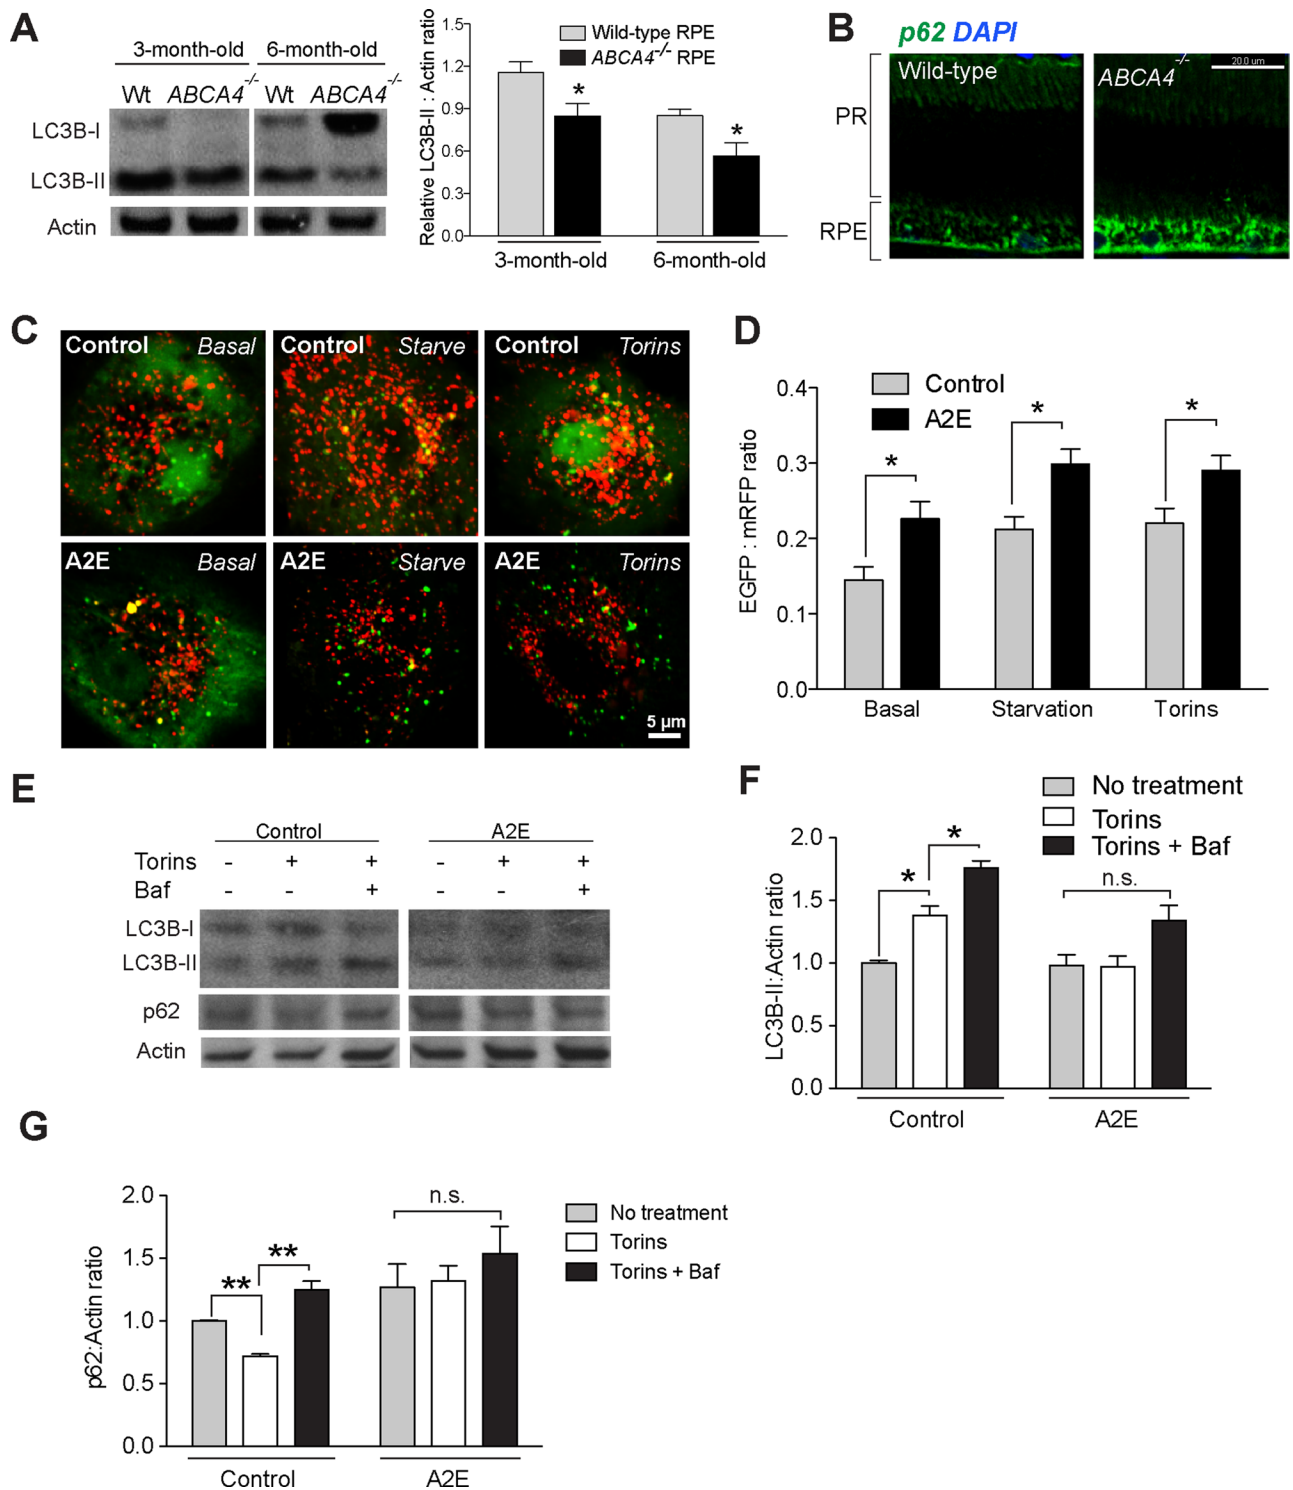 A
3-month-old 6-month-old
Wt ABCA4-/- Wt ABCA4-/-
LC3B-I
LC3B-II
Actin
Relative LC3B-II : Actin ratio
1.5
1.2
0.9
0.6
0.3
0.0
Wild-type RPE
ABCA4-/- RPE
* *
3-month-old 6-month-old
B
p62 DAPI
Wild-type ABCA4-/-
20.0 um
PR
RPE
C
Control Basal Control Starve Control Torins
A2E Basal A2E Starve A2E Torins
5 µm
D
Control
A2E
EGFP : mRFP ratio
0.4
0.3
0.2
0.1
0.0
* * *
Basal Starvation Torins
E
Control A2E
Torins - + + - + +
Baf - - + - - +
LC3B-I
LC3B-II
p62
Actin
F
No treatment
Torins
Torins + Baf
LC3B-II:Actin ratio
2.0
1.5
1.0
0.5
0.0
* * n.s.
Control A2E
G
p62:Actin ratio
2.0
1.5
1.0
0.5
0.0
** ** n.s.
No treatment
Torins
Torins + Baf
Control A2E